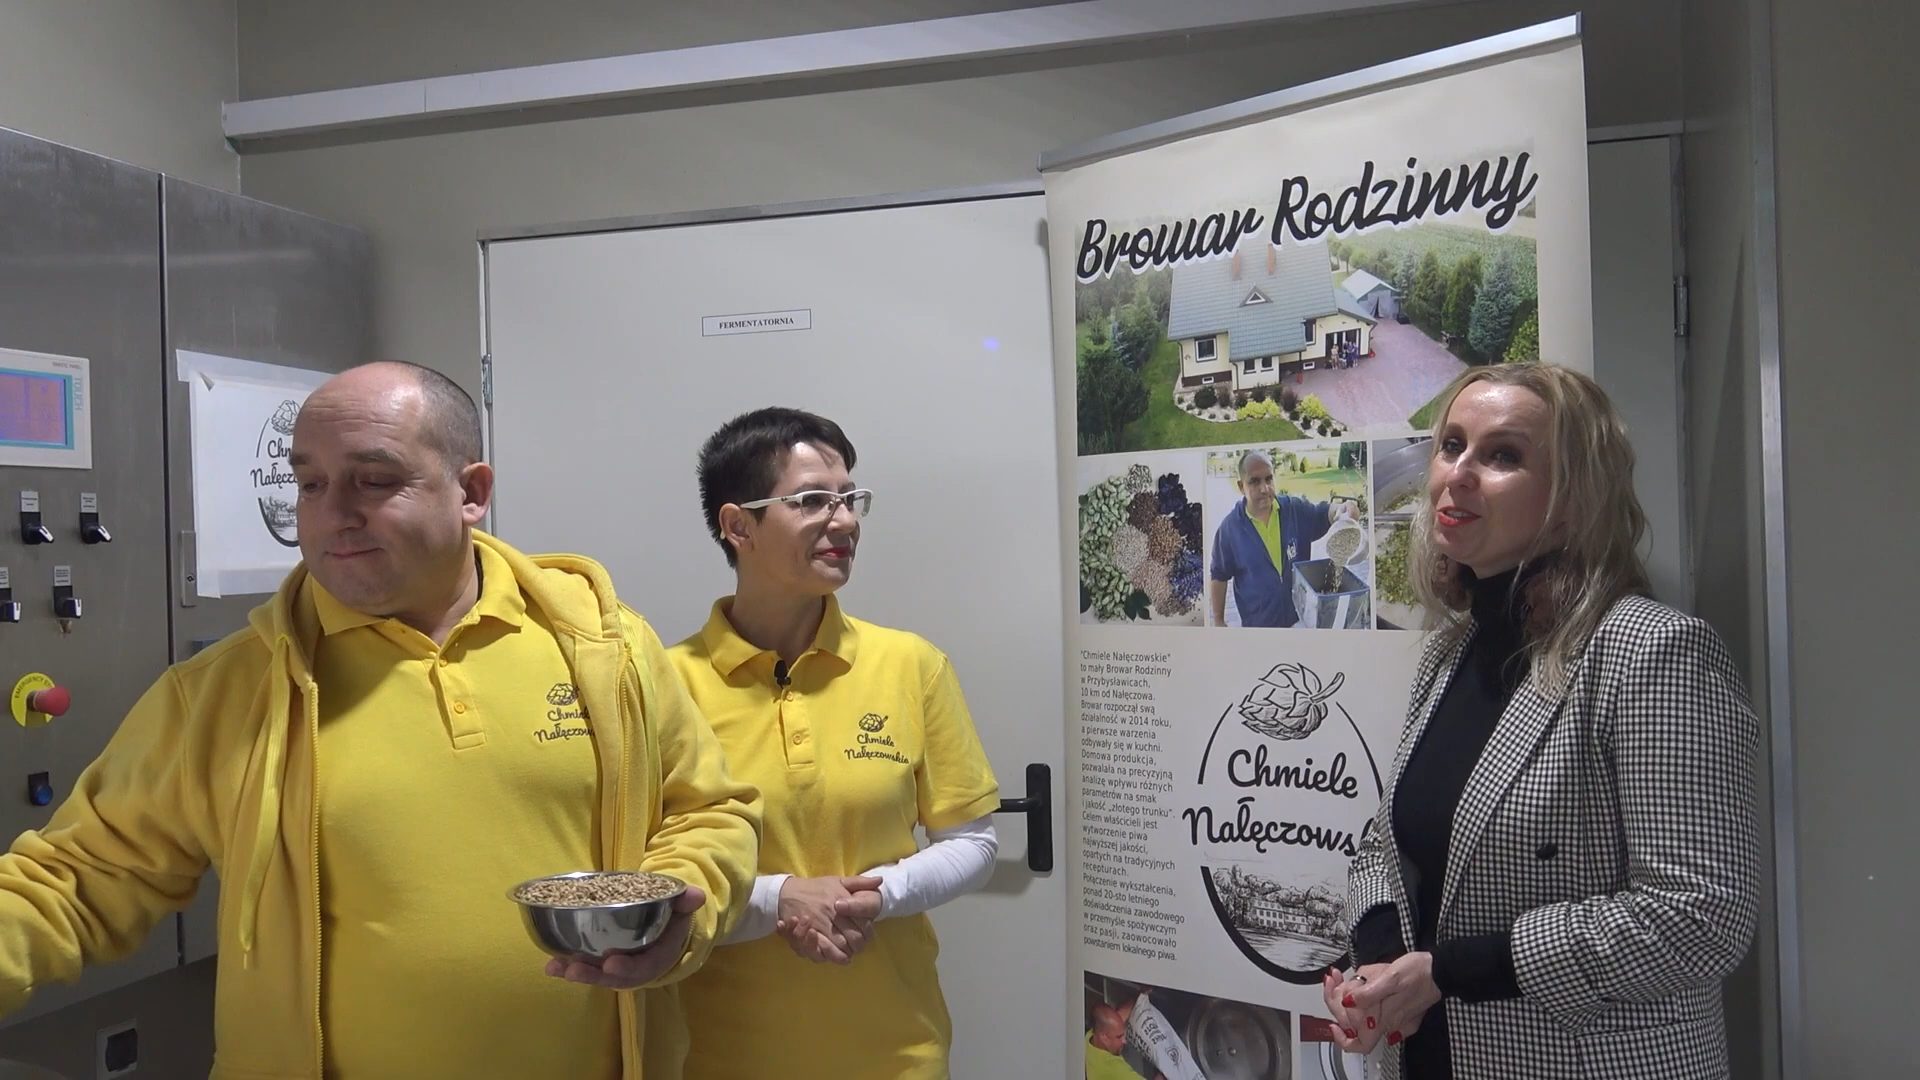 Browar Rodzinny
FERMENTATORNIA
TOUCH
Nałęczo
Chmiele
Nałęczowskie
"Chmiele Nałęczowskie"
to mały Browar Rodzinny
w Przybysławicach,
10 km od Nałęczowa.
Browar rozpoczął swą
działalność w 2014 roku,
a pierwsze warzenia
odbywały się w kuchni.
Domowa produkcja,
pozwalała na precyzyjną
analizę wpływu różnych
parametrów na smak
i jakość „złotego trunku”.
Celem właścicieli jest
wytworzenie piwa
najwyższej jakości,
opartych na tradycyjnych
recepturach.
Połączenie wykształcenia,
ponad 20-sto letniego
doświadczenia zawodowego
w przemyśle spożywczym
oraz pasji, zaowocowało
powstaniem lokalnego piwa.
Chmiele
Nałęczows